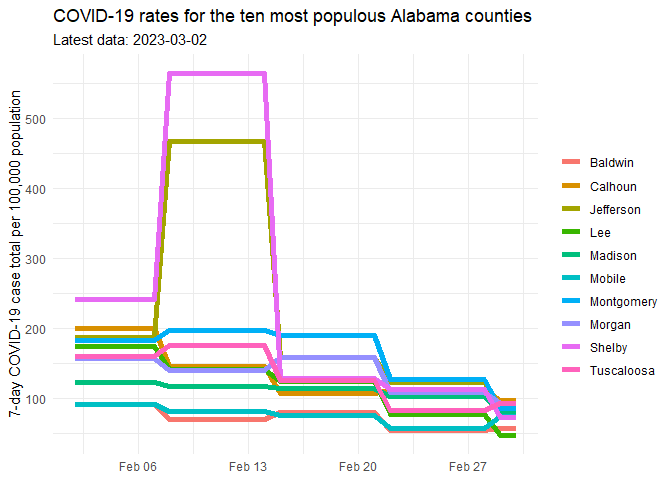 COVID-19 rates for the ten most populous Alabama counties
Latest data: 2023-03-02
7-day COVID-19 case total per 100,000 population
500
400
300
200
100
Feb 06
Feb 13
Feb 20
Feb 27
Baldwin
Calhoun
Jefferson
Lee
Madison
Mobile
Montgomery
Morgan
Shelby
Tuscaloosa